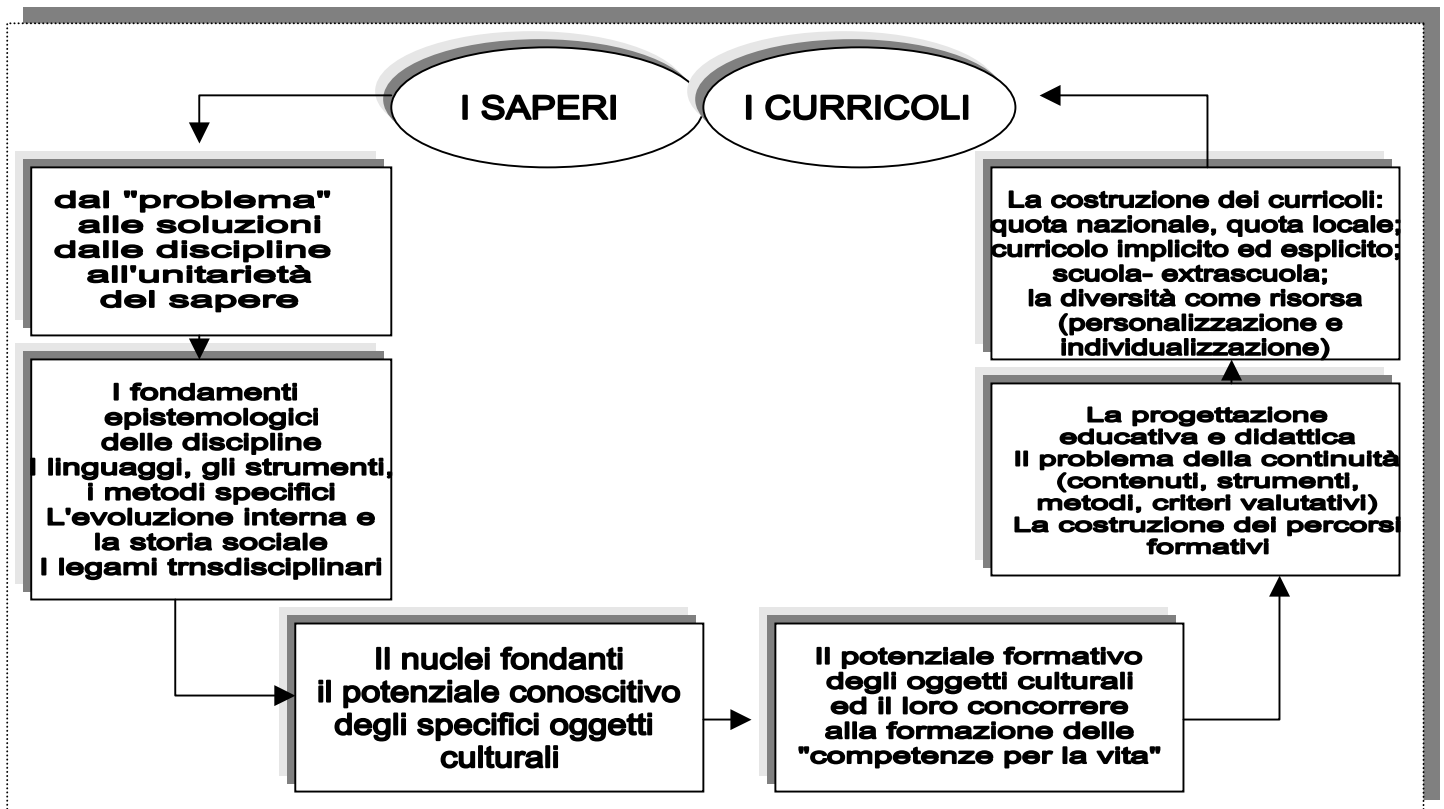 I SAPERI
I CURRICOLI
dal "problema"
alle soluzioni
dalle discipline
all'unitarietà
del sapere
I fondamenti
epistemologici
delle discipline
I linguaggi, gli strumenti,
i metodi specifici
L'evoluzione interna e
la storia sociale
I legami trnsdisciplinari
Il nuclei fondanti
il potenziale conoscitivo
degli specifici oggetti
culturali
Il potenziale formativo
degli oggetti culturali
ed il loro concorrere
alla formazione delle
"competenze per la vita"
La progettazione
educativa e didattica
Il problema della continuità
(contenuti, strumenti,
metodi, criteri valutativi)
La costruzione dei percorsi
formativi
La costruzione dei curricoli:
quota nazionale, quota locale;
curricolo implicito ed esplicito;
scuola- extrascuola;
la diversità come risorsa
(personalizzazione e
individualizzazione)